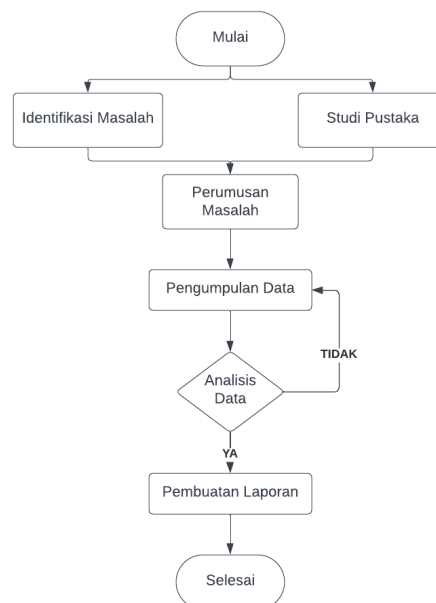 Mulai
Identifikasi Masalah
Studi Pustaka
Perumusan
Masalah
Pengumpulan Data
TIDAK
Analisis
Data
YA
Pembuatan Laporan
Selesai